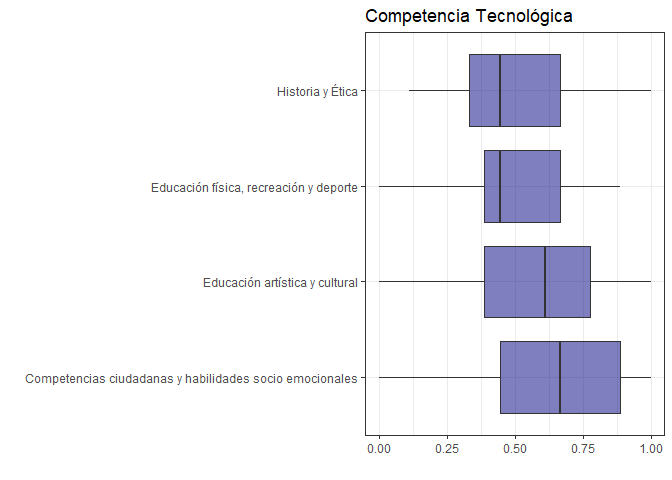 Competencia Tecnológica
Historia y Ética
Educación física, recreación y deporte
Educación artística y cultural
Competencias ciudadanas y habilidades socio emocionales
0.00 0.25 0.50 0.75 1.00